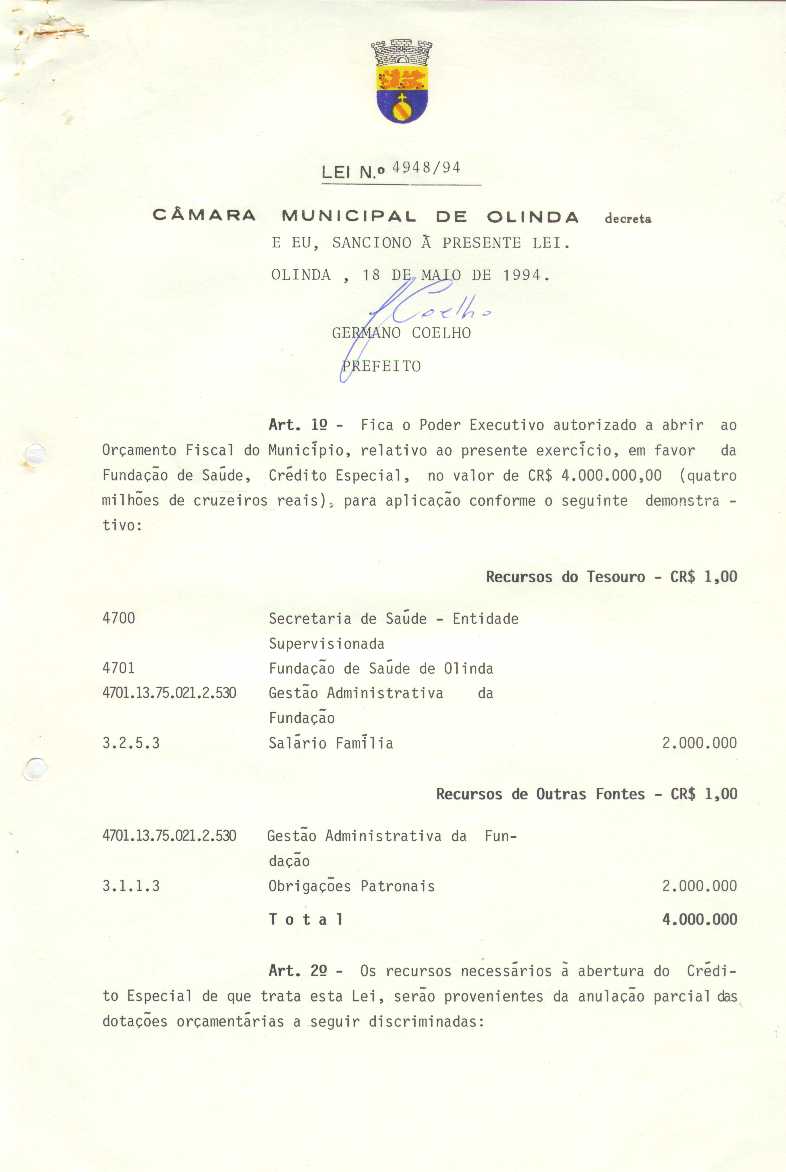 LEI N.º 4948/94
CÂMARA MUNICIPAL DE OLINDA decreta
E EU, SANCIONO À PRESENTE LEI.
OLINDA , 18 DE MAIO DE 1994.
Coelho
GERMANO COELHO
PREFEITO
Art. 1º - Fica o Poder Executivo autorizado a abrir ao
Orçamento Fiscal do Município, relativo ao presente exercício, em favor da
Fundação de Saúde, Crédito Especial, no valor de CR$ 4.000.000,00 (quatro
milhões de cruzeiros reais), para aplicação conforme o seguinte demonstra -
tivo:
Recursos do Tesouro - CR$ 1,00
4700 Secretaria de Saúde - Entidade
Supervisionada
4701 Fundação de Saúde de Olinda
4701.13.75.021.2.530 Gestão Administrativa da
Fundação
3.2.5.3 Salário Família 2.000.000
Recursos de Outras Fontes - CR$ 1,00
4701.13.75.021.2.530 Gestão Administrativa da Fun-
dação
3.1.1.3 Obrigações Patronais 2.000.000
T o t a l 4.000.000
Art. 2º - Os recursos necessários à abertura do Crédi-
to Especial de que trata esta Lei, serão provenientes da anulação parcial das
dotações orçamentárias a seguir discriminadas: